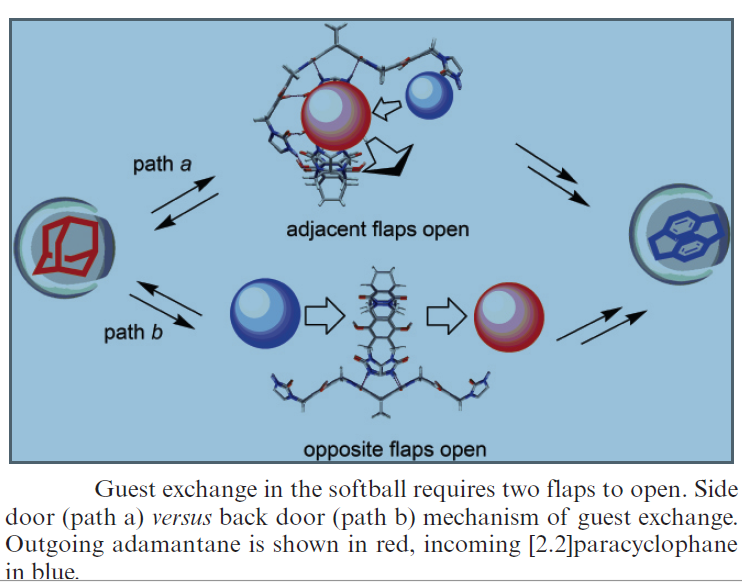 path a
adjacent flaps open
path b
opposite flaps open
Guest exchange in the softball requires two flaps to open. Side
door (path a) versus back door (path b) mechanism of guest exchange.
Outgoing adamantane is shown in red, incoming [2.2]paracyclophane
in blue.